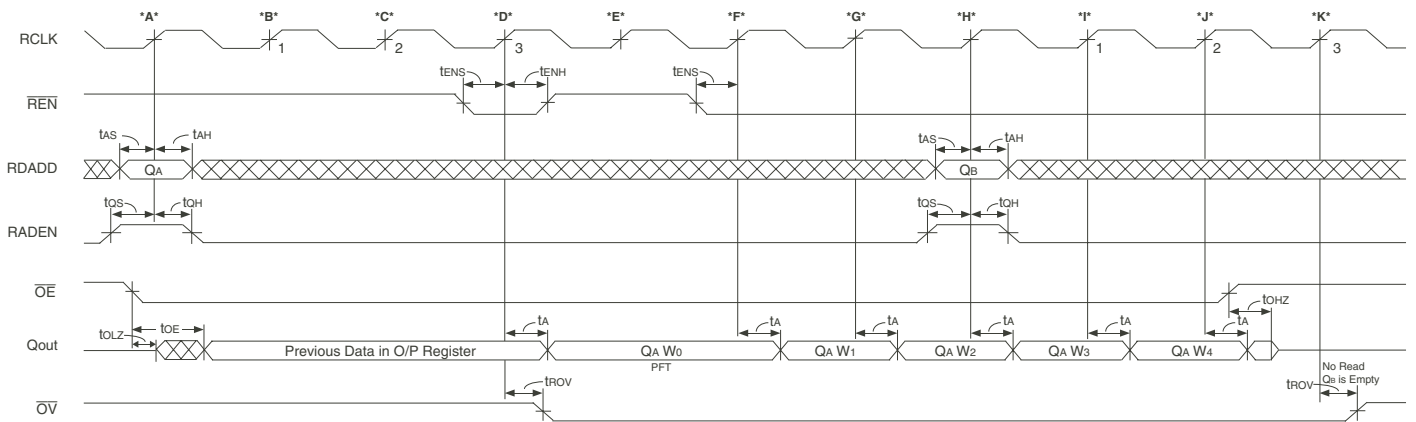 *A* *B* *C* *D* *E* *F* *G* *H* *I* *J* *K*
RCLK 1 2 3 1 2 3
tENS tENH tENS
REN
tAS tAH tAS tAH
RDADD QA QB
tQS tQH tQS tQH
RADEN
OE
tOHZ
tOLZ tOE tA tA tA tA tA tA
Qout Previous Data in O/P Register QA W0 QA W1 QA W2 QA W3 QA W4
PFT
No Read
QB is Empty
tROV tROV
OV